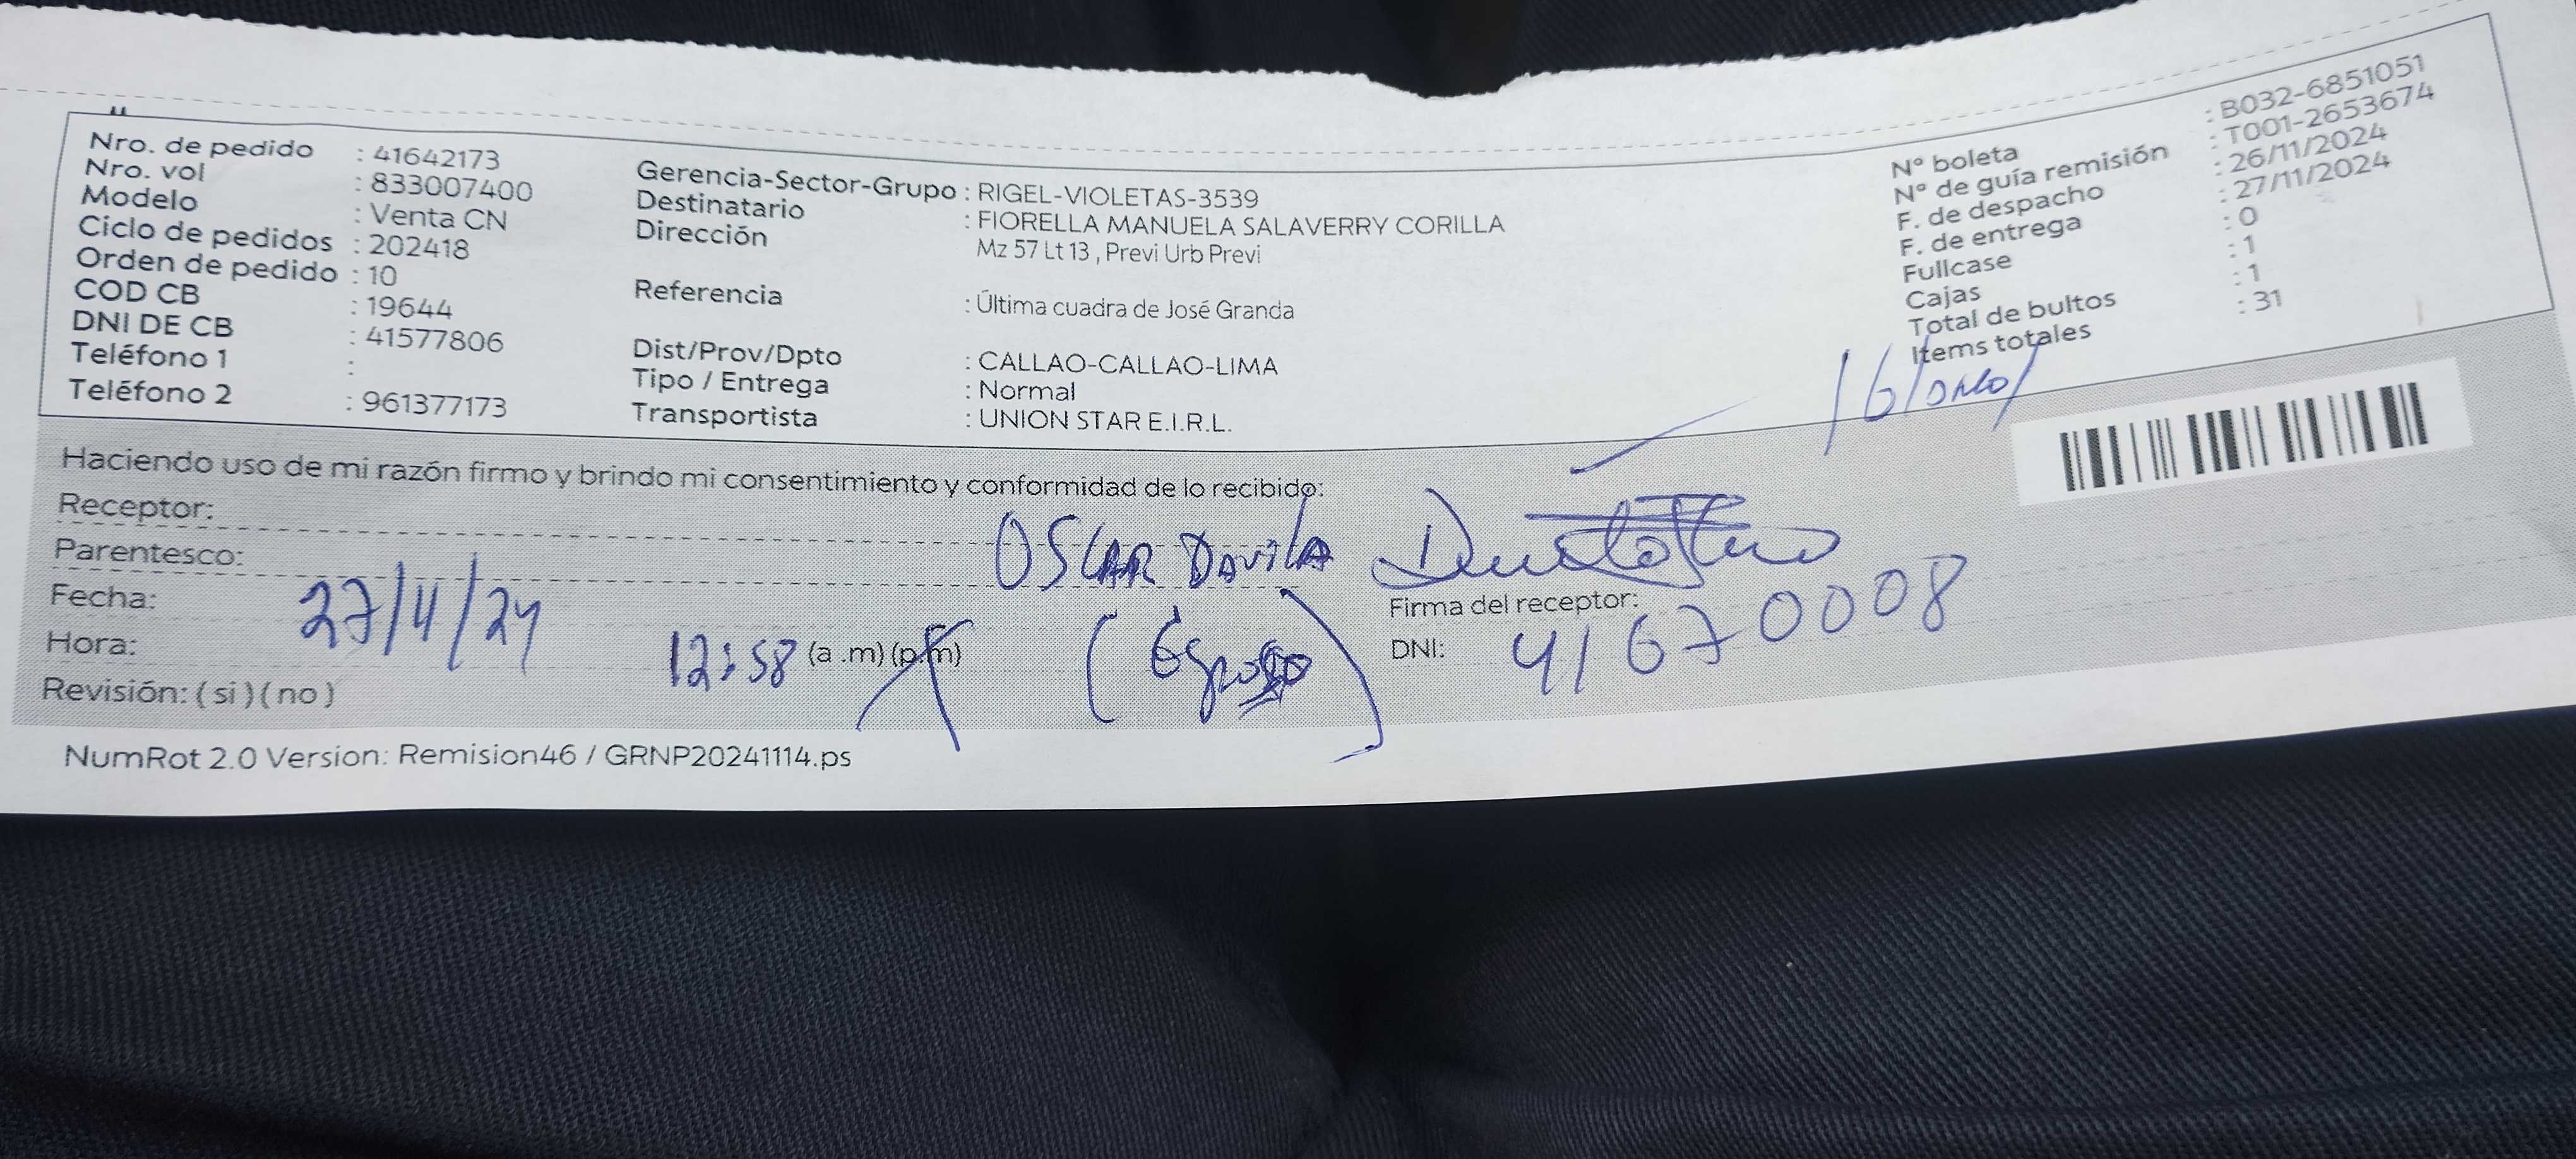 Nro. de pedido : 41642173
Nro. vol : 833007400
Modelo : Venta CN
Ciclo de pedidos : 202418
Orden de pedido : 10
COD CB : 19644
DNI DE CB : 41577806
Teléfono 1 :
Teléfono 2 : 961377173
Gerencia-Sector-Grupo : RIGEL-VIOLETAS-3539
Destinatario : FIORELLA MANUELA SALAVERRY CORILLA
Dirección Mz 57 Lt 13 , Previ Urb Previ
Referencia : Última cuadra de José Granda
Dist/Prov/Dpto : CALLAO-CALLAO-LIMA
Tipo / Entrega : Normal
Transportista : UNION STAR E.I.R.L.
N° boleta : B032-6851051
N° de guía remisión : T001-2653674
F. de despacho : 26/11/2024
F. de entrega : 27/11/2024
Fullcase : 0
Cajas : 1
Total de bultos : 1
Items totales : 31
Haciendo uso de mi razón firmo y brindo mi consentimiento y conformidad de lo recibido:
Receptor: OSCAR DAVILA
Parentesco:
Fecha: 27/11/24
Hora: 12:58 (a .m) (p.m) (Esposo)
Revisión: ( si ) ( no )
Firma del receptor:
DNI: 41670008
NumRot 2.0 Version: Remision46 / GRNP20241114.ps